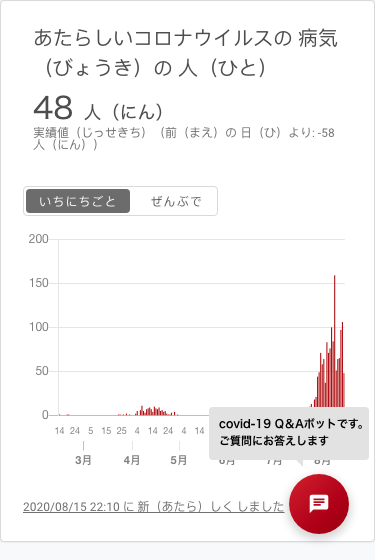 あたらしいコロナウイルスの 病気
（びょうき）の 人（ひと）
48 人（にん）
実績値（じっせきち）（前（まえ）の 日（ひ）より: -58
人（にん））
いちにちごと ぜんぶで
200
150
100
50
0
14 24 5 15 25 4 14 24 4 14
3月 4月 5月 6月 7月 8月
covid-19 Q&Aボットです。
ご質問にお答えします
2020/08/15 22:10 に 新（あたら）しく しました